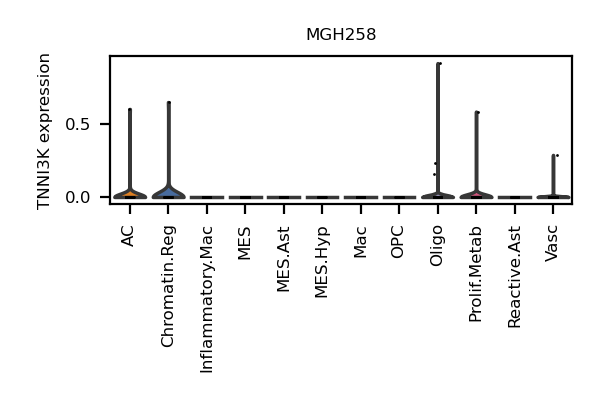 MGH258
TNNI3K expression
0.5
0.0
AC
Chromatin.Reg
Inflammatory.Mac
MES
MES.Ast
MES.Hyp
Mac
OPC
Oligo
Prolif.Metab
Reactive.Ast
Vasc